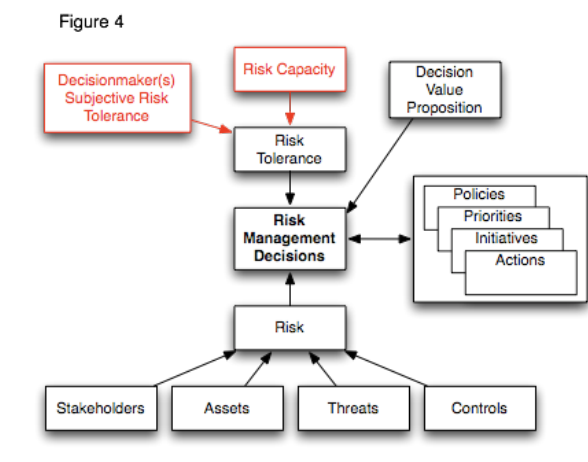 Figure 4
Decisionmaker(s)
Subjective Risk
Tolerance
Risk Capacity
Decision
Value
Proposition
Risk
Tolerance
Risk
Management
Decisions
Policies
Priorities
Initiatives
Actions
Risk
Stakeholders
Assets
Threats
Controls